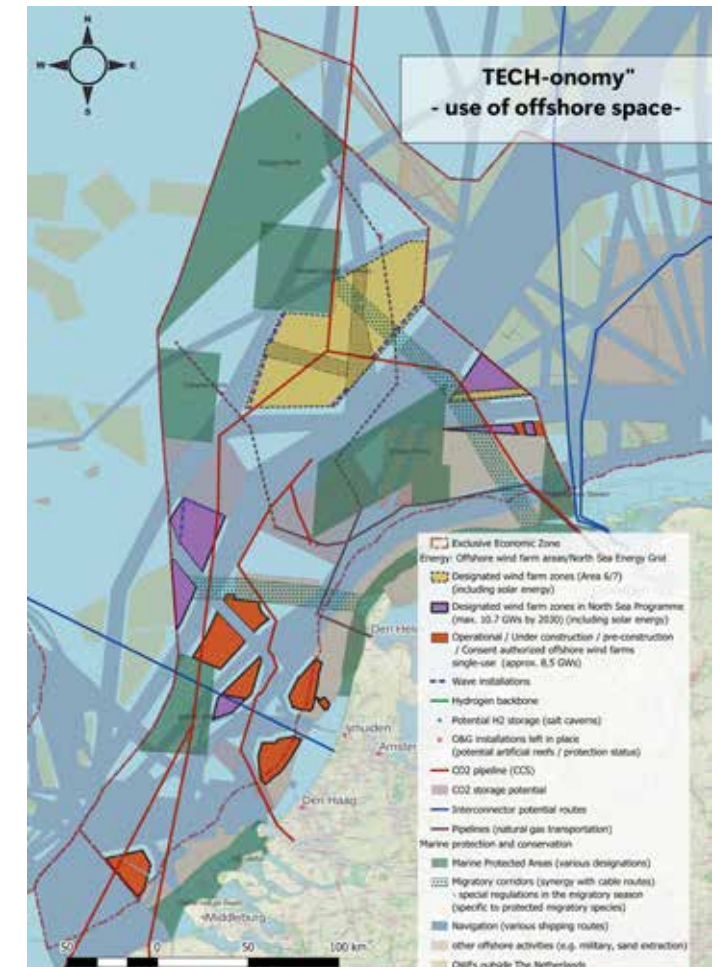 N
W
E
S
TECH-onomy"
- use of offshore space-
Exclusive Economic Zone
Energy: Offshore wind farm areas/North Sea Energy Grid
Designated wind farm zones (Area 6/7)
(including solar energy)
Designated wind farm zones in North Sea Programme
(max. 10.7 GWs by 2030) (including solar energy)
Operational / Under construction / pre-construction
/ Consent authorized offshore wind farms
single-use (approx. 8,5 GWs)
Wave installations
Hydrogen backbone
Potential H2 storage (salt caverns)
O&G installations left in place
(potential artificial reefs / protection status)
CO2 pipeline (CCS)
CO2 storage potential
Interconnector potential routes
Pipelines (natural gas transportation)
Marine protection and conservation
Marine Protected Areas (various designations)
Migratory corridors (synergy with cable routes)
- special regulations in the migratory season
(specific to protected migratory species)
Navigation (various shipping routes)
other offshore activities (e.g. military, sand extraction)
OWFs outside The Netherlands
Den Hel
IJmuiden
Amster
Den Haag
Middelburg
50
0
50
100 km